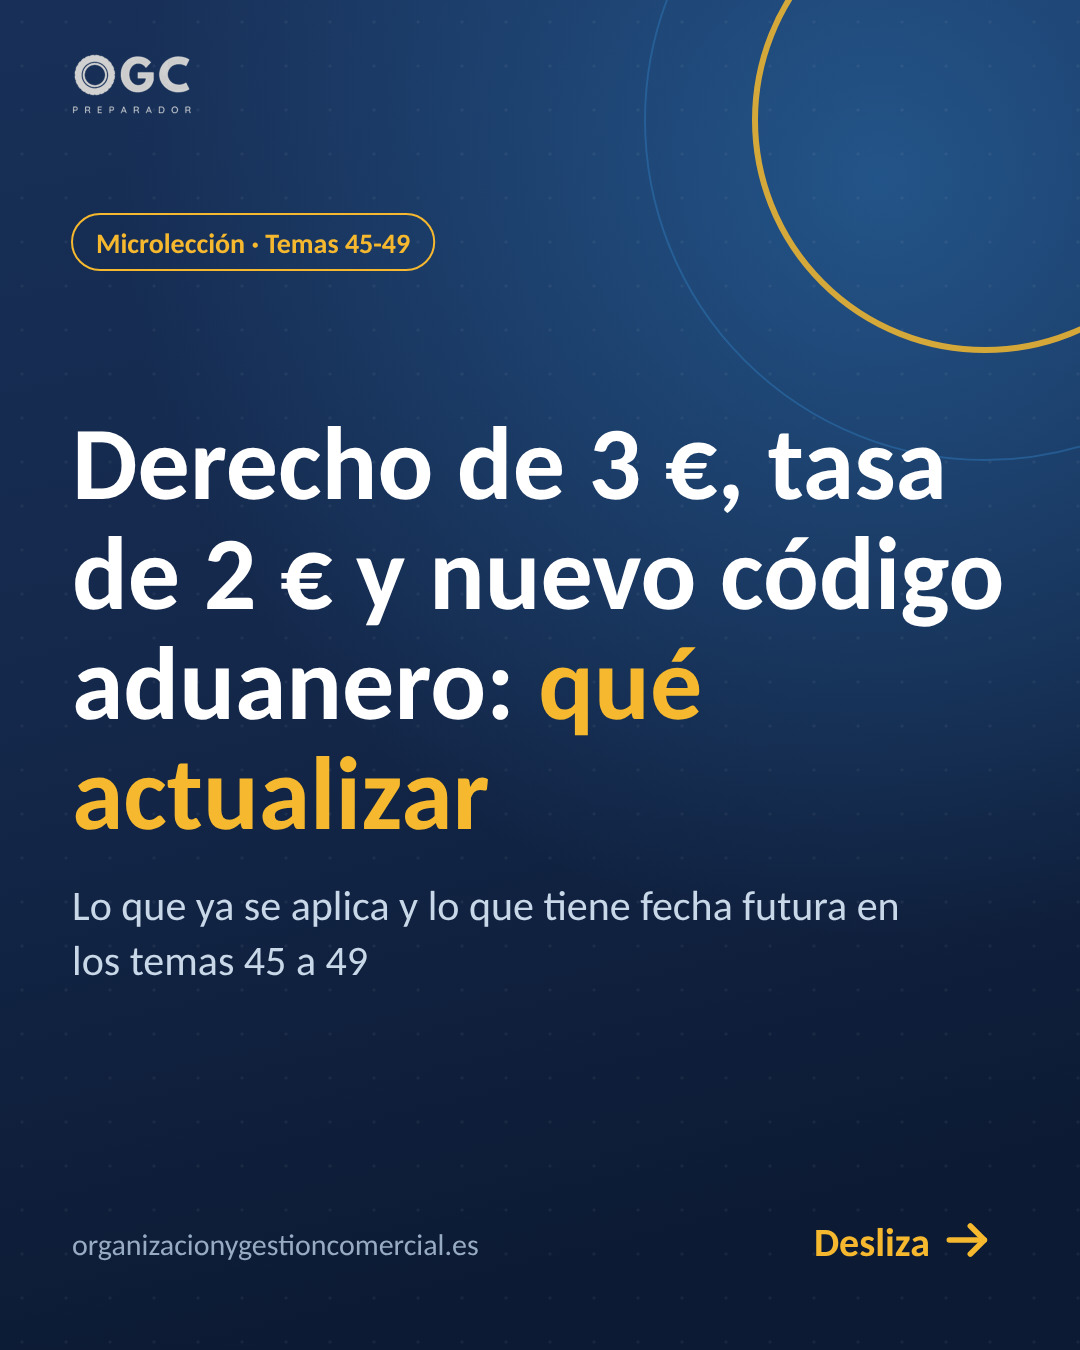 OGC
PREPARADOR
Microlección · Temas 45-49
Derecho de 3 €, tasa
de 2 € y nuevo código
aduanero: qué
actualizar
Lo que ya se aplica y lo que tiene fecha futura en
los temas 45 a 49
organizacionygestioncomercial.es
Desliza →